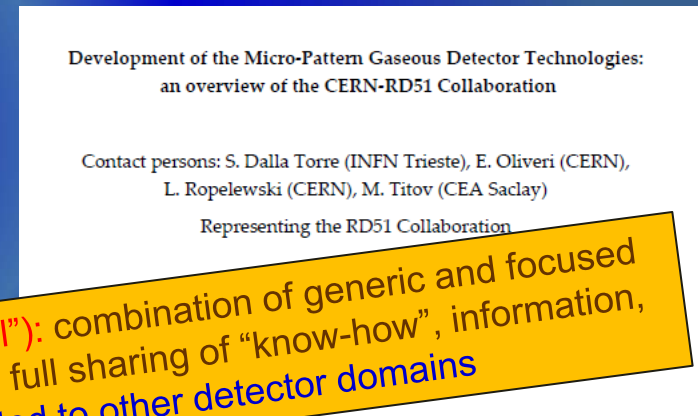 Development of the Micro-Pattern Gaseous Detector Technologies:
an overview of the CERN-RD51 Collaboration
Contact persons: S. Dalla Torre (INFN Trieste), E. Oliveri (CERN),
L. Ropelewski (CERN), M. Titov (CEA Saclay)
Representing the RD51 Collaboration
l”): combination of generic and focused
full sharing of “know-how”, information,
to other detector domains